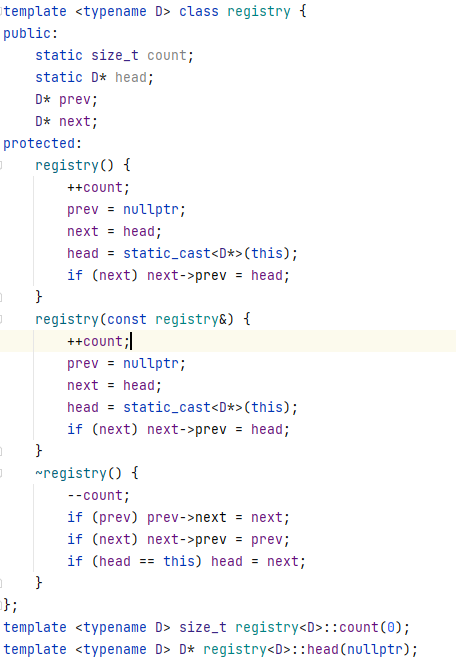 template <typename D> class registry {
public:
    static size_t count;
    static D* head;
    D* prev;
    D* next;
protected:
    registry() {
        ++count;
        prev = nullptr;
        next = head;
        head = static_cast<D*>(this);
        if (next) next->prev = head;
    }
    registry(const registry&) {
        ++count;
        prev = nullptr;
        next = head;
        head = static_cast<D*>(this);
        if (next) next->prev = head;
    }
    ~registry() {
        --count;
        if (prev) prev->next = next;
        if (next) next->prev = prev;
        if (head == this) head = next;
    }
};
template <typename D> size_t registry<D>::count(0);
template <typename D> D* registry<D>::head(nullptr);